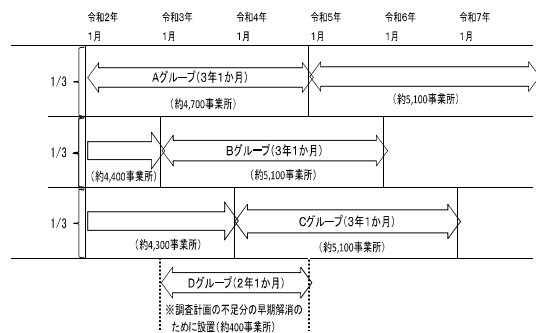 令和2年 令和3年 令和4年 令和5年 令和6年 令和7年
1月 1月 1月 1月 1月 1月
1/3
Aグループ(3年1か月)
(約4,700事業所) (約5,100事業所)
1/3
Bグループ(3年1か月)
(約4,400事業所) (約5,100事業所)
1/3
Cグループ(3年1か月)
(約4,300事業所) (約5,100事業所)
Dグループ(2年1か月)
※調査計画の不足分の早期解消の
ために設置(約400事業所)